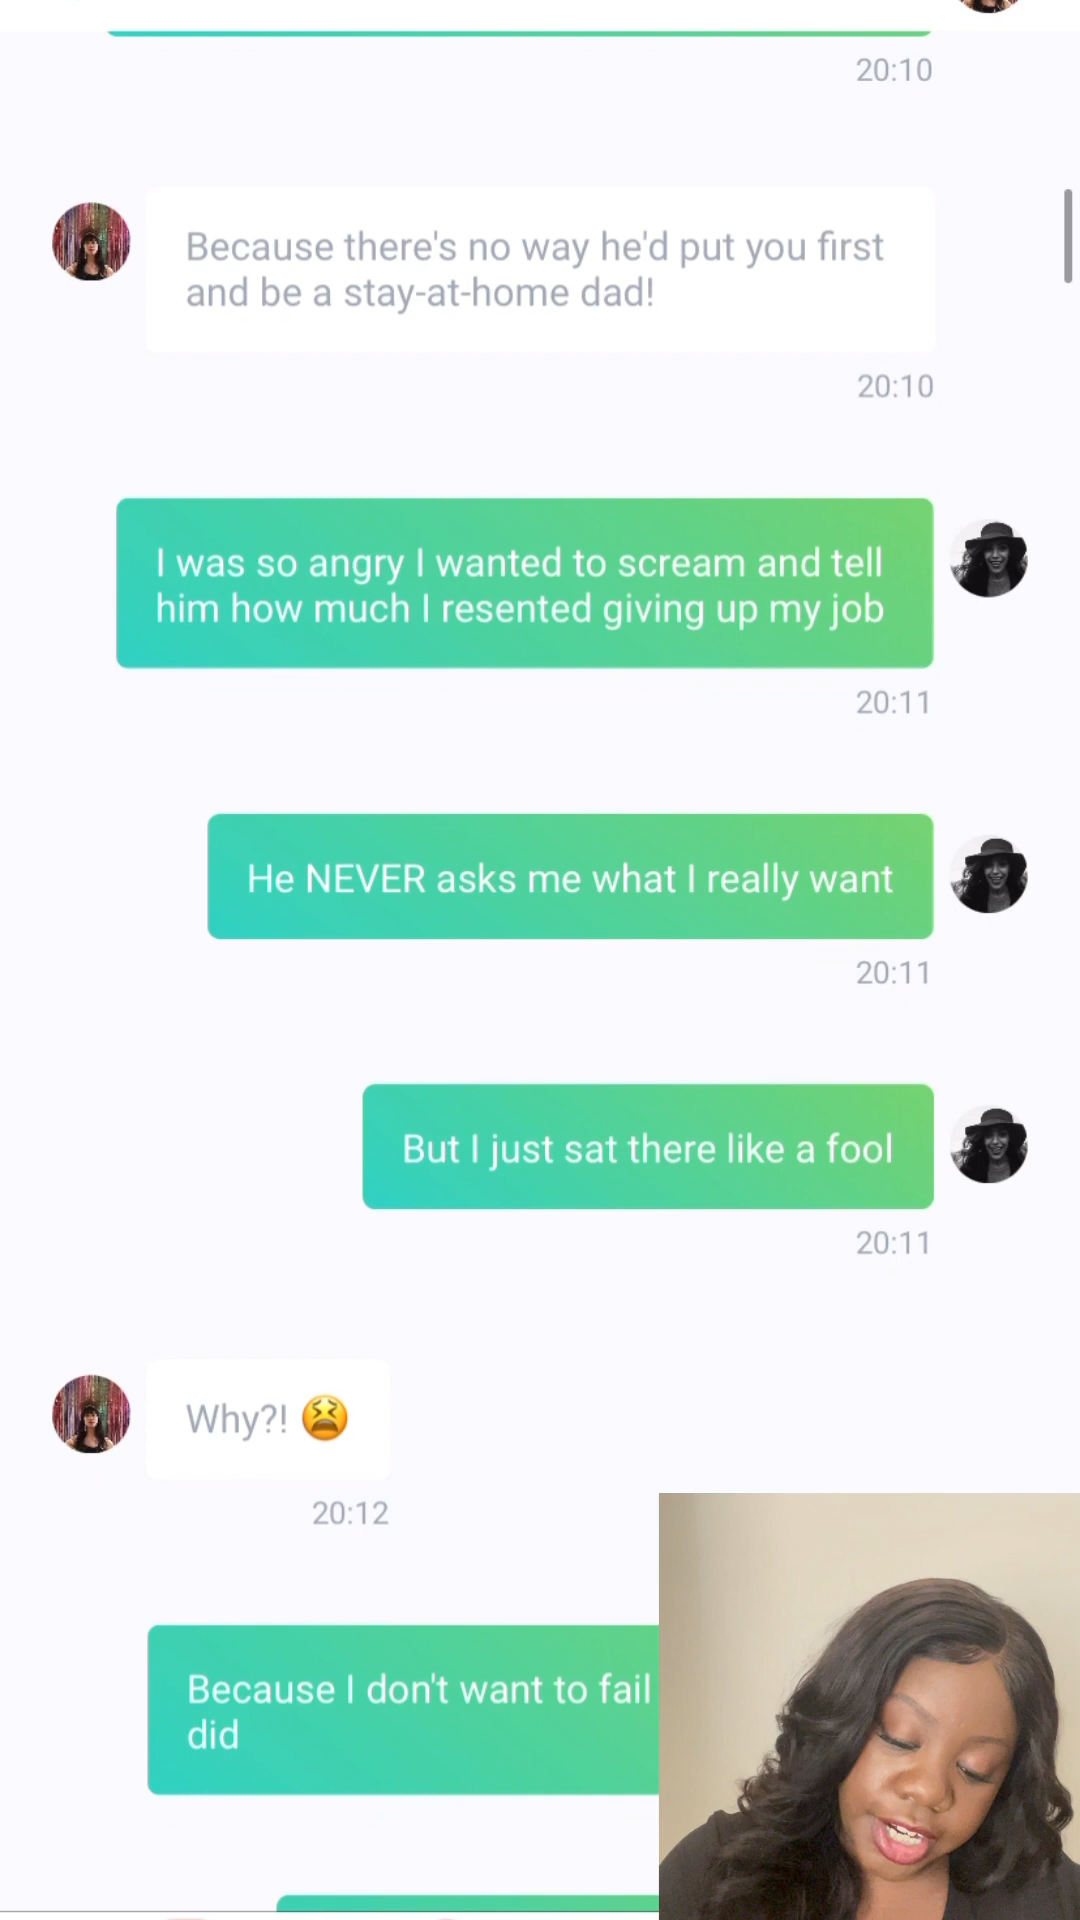 20:10
Because there's no way he'd put you first
and be a stay-at-home dad!
20:10
I was so angry I wanted to scream and tell
him how much I resented giving up my job
20:11
He NEVER asks me what I really want
20:11
But I just sat there like a fool
20:11
Why?! 😫
20:12
Because I don't want to fail
did